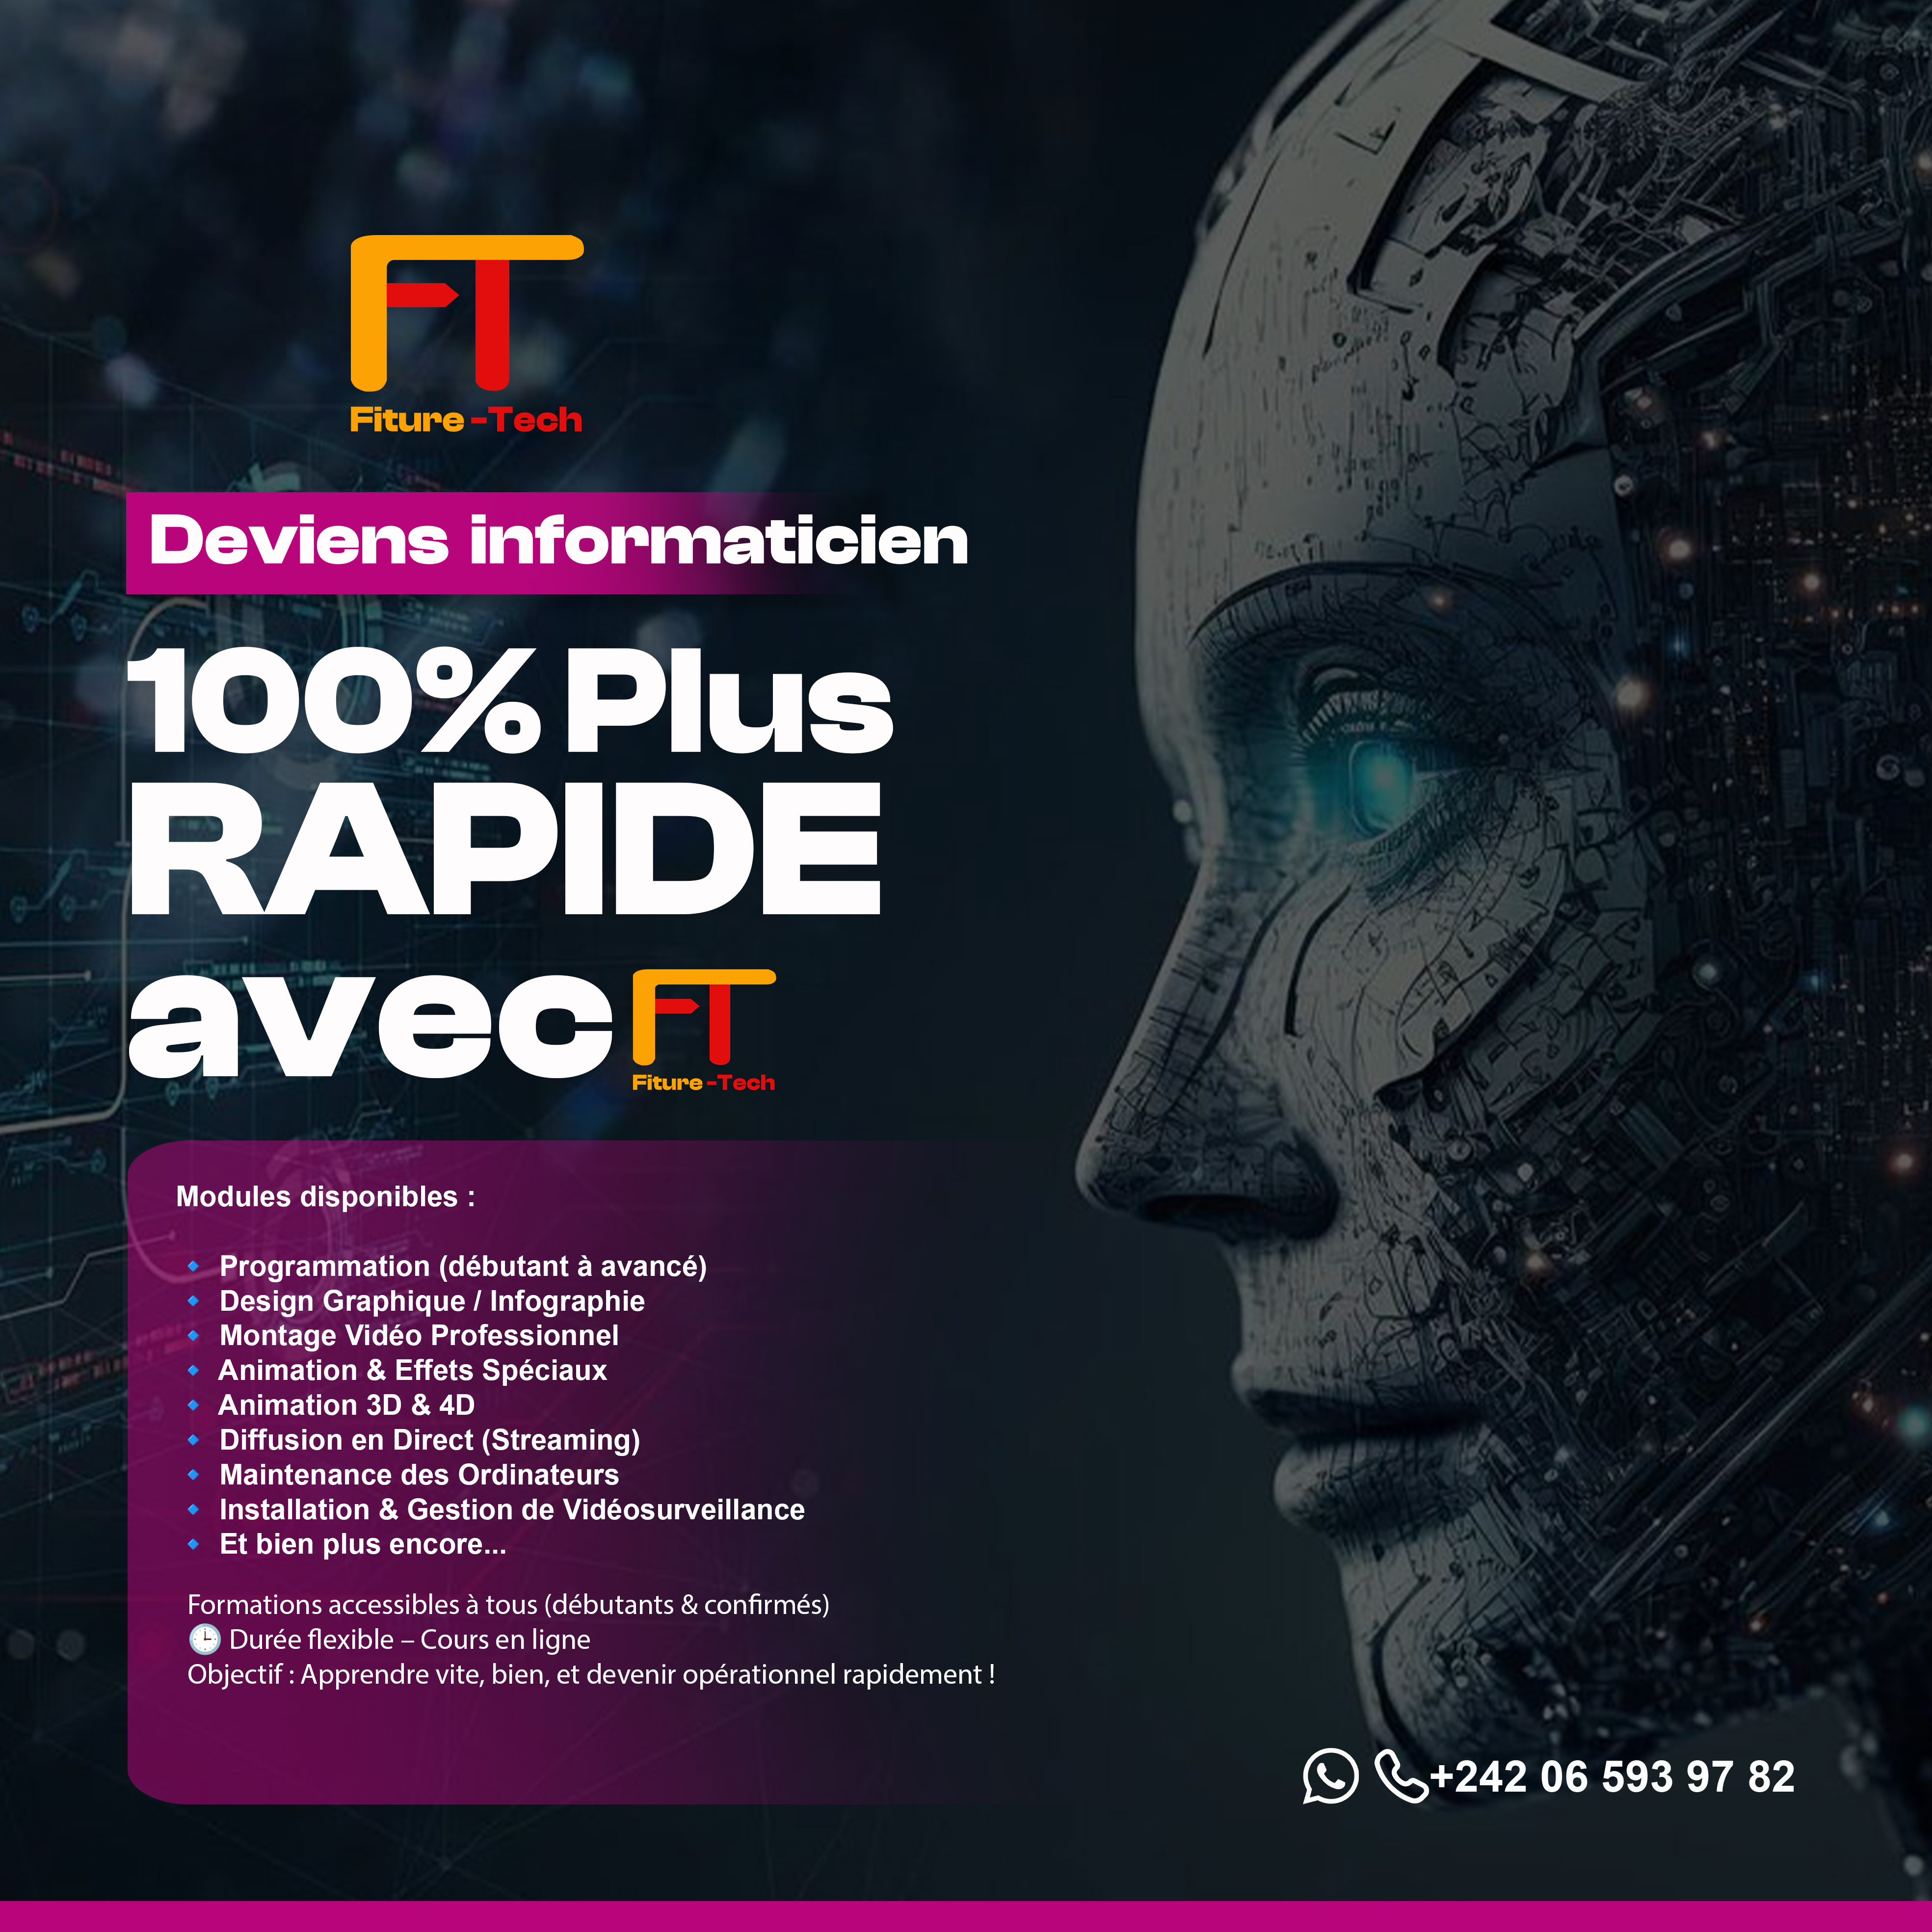 FT
Fiture-Tech
Deviens informaticien
100% Plus
RAPIDE
avec FT
Fiture-Tech
Modules disponibles :
🔹 Programmation (débutant à avancé)
🔹 Design Graphique / Infographie
🔹 Montage Vidéo Professionnel
🔹 Animation & Effets Spéciaux
🔹 Animation 3D & 4D
🔹 Diffusion en Direct (Streaming)
🔹 Maintenance des Ordinateurs
🔹 Installation & Gestion de Vidéosurveillance
🔹 Et bien plus encore...
Formations accessibles à tous (débutants & confirmés)
🕒 Durée flexible – Cours en ligne
Objectif : Apprendre vite, bien, et devenir opérationnel rapidement !
+242 06 593 97 82